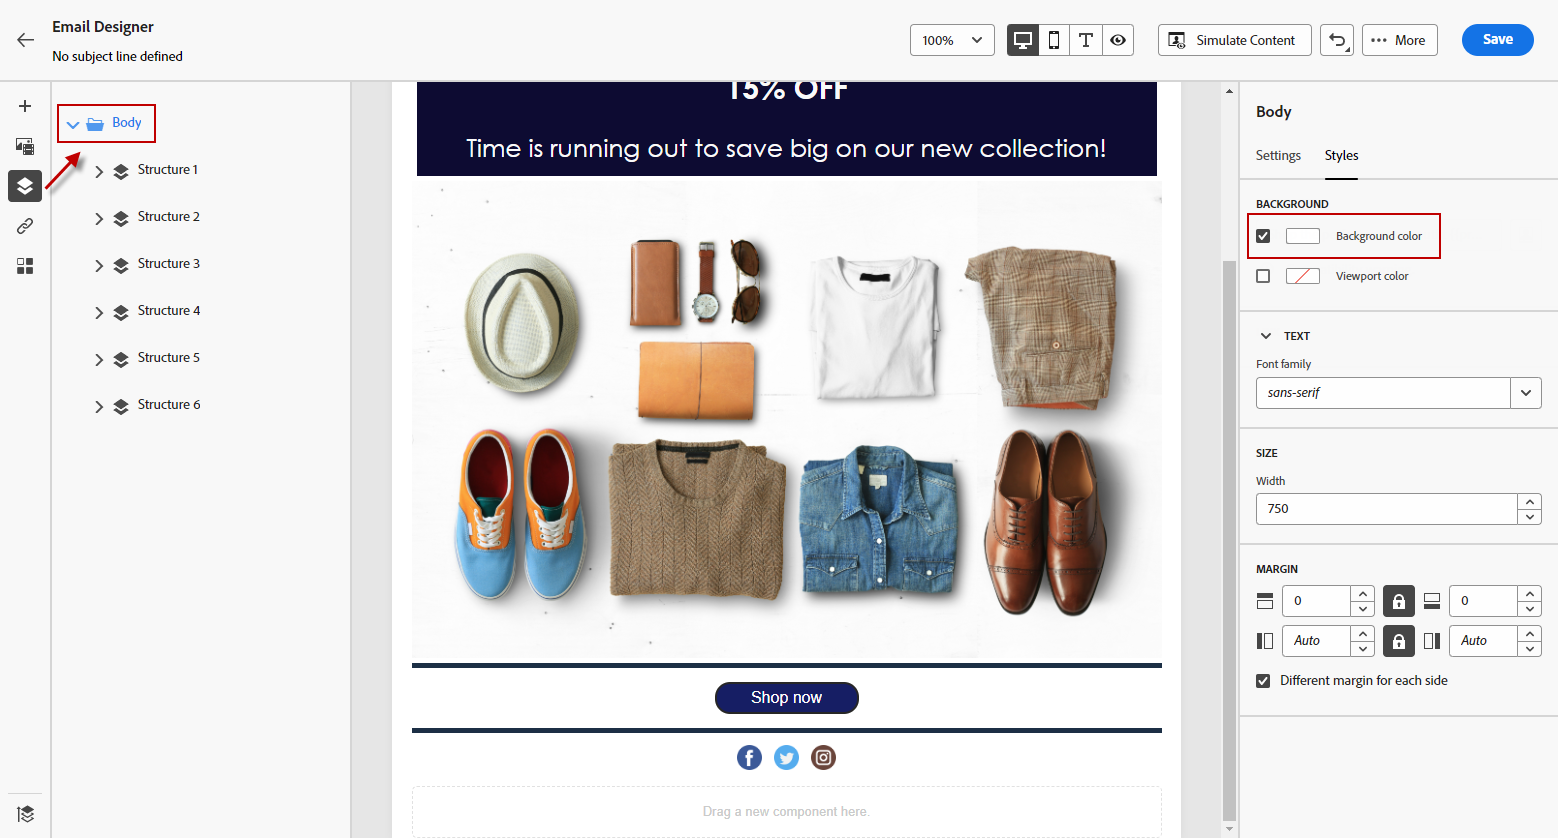 Email Designer
No subject line defined
100%
Simulate Content
More
Save
Body
Structure 1
Structure 2
Structure 3
Structure 4
Structure 5
Structure 6
15% OFF
Time is running out to save big on our new collection!
Shop now
Drag a new component here.
Body
Settings
Styles
BACKGROUND
Background color
Viewport color
TEXT
Font family
sans-serif
SIZE
Width
750
MARGIN
0
0
Auto
Auto
Different margin for each side